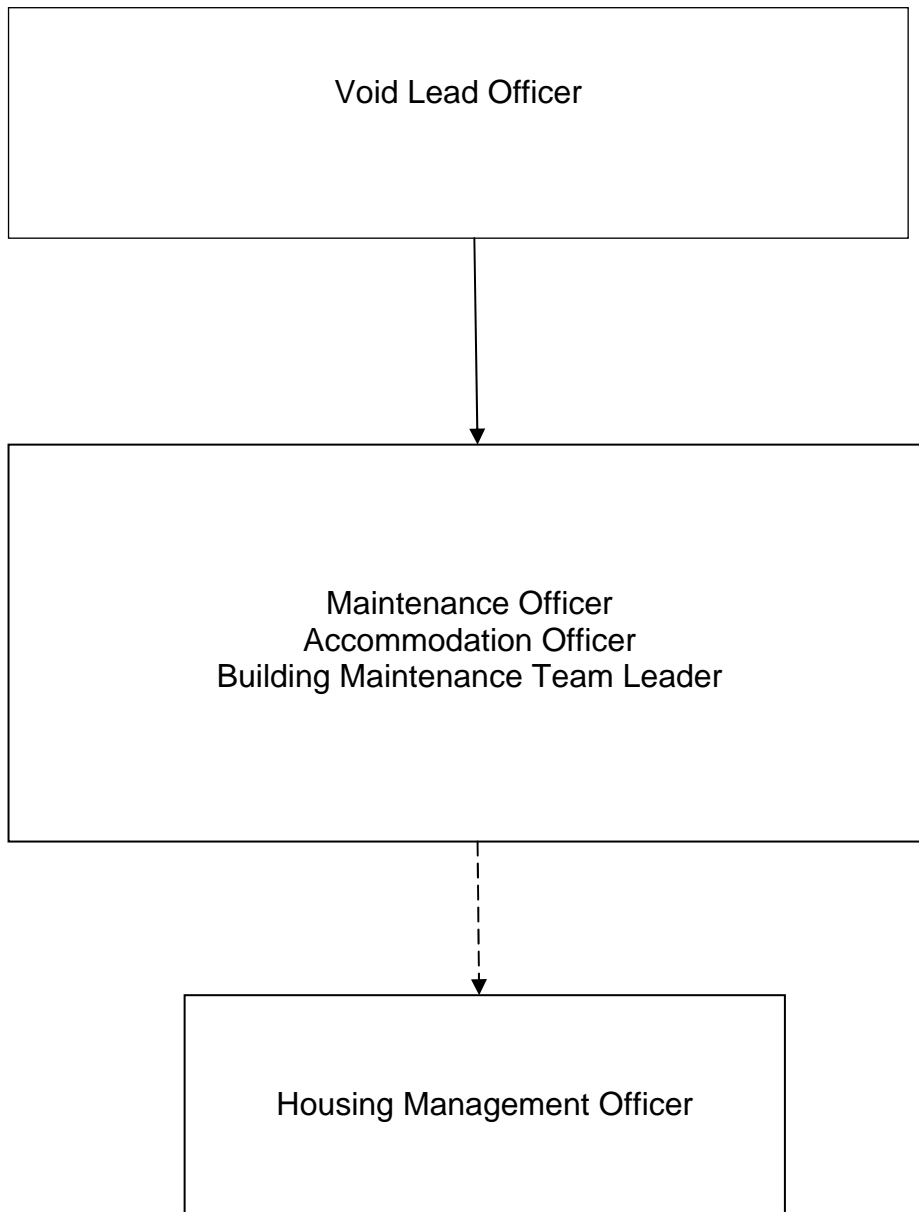 Void Lead Officer
Maintenance Officer
Accommodation Officer
Building Maintenance Team Leader
Housing Management Officer